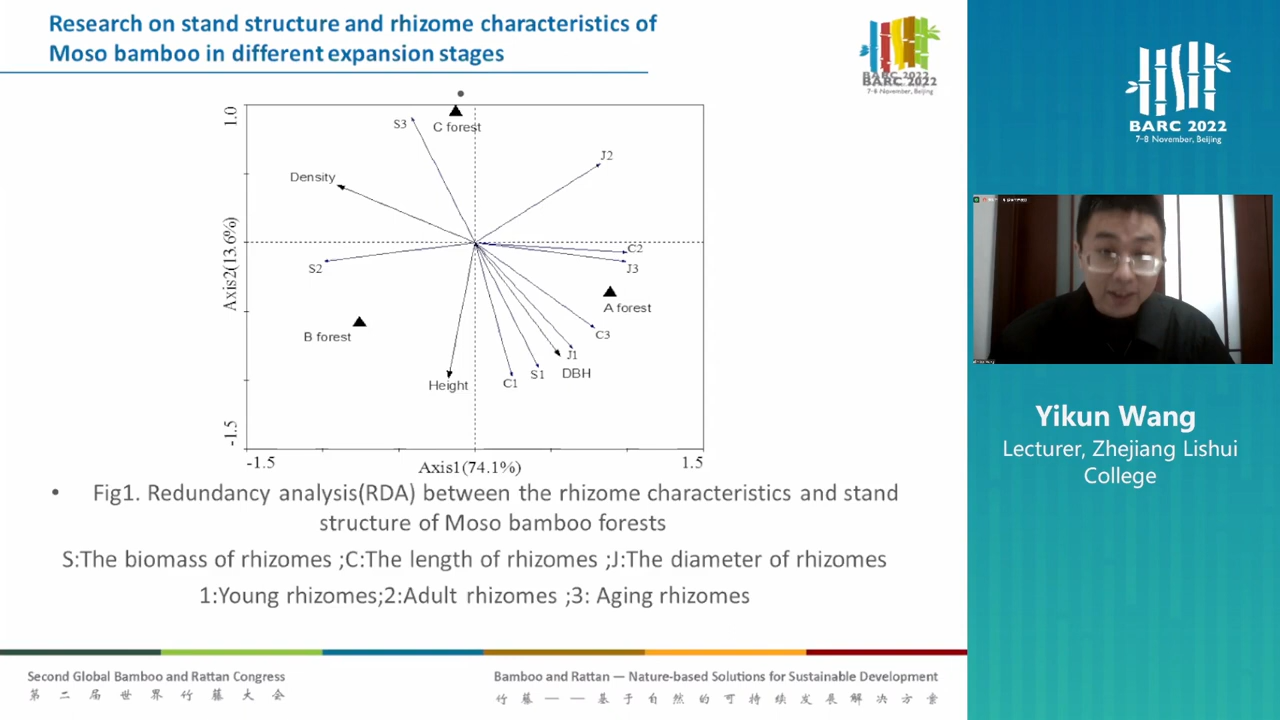 Research on stand structure and rhizome characteristics of
Moso bamboo in different expansion stages
BARC 2022
BARC 2022
7-8 November, Beijing
1.0
S3
C forest
J2
Density
C2
S2
J3
Axis2(13.6%)
A forest
B forest
C3
J1
S1
DBH
Height
C1
-1.5
-1.5
Axis1(74.1%)
1.5
• Fig1. Redundancy analysis(RDA) between the rhizome characteristics and stand
structure of Moso bamboo forests
S:The biomass of rhizomes ;C:The length of rhizomes ;J:The diameter of rhizomes
1:Young rhizomes;2:Adult rhizomes ;3: Aging rhizomes
Second Global Bamboo and Rattan Congress
第二届世界竹藤大会
Bamboo and Rattan — Nature-based Solutions for Sustainable Development
竹藤——基于自然的可持续发展解决方案
BARC 2022
7-8 November, Beijing
Yikun Wang
Lecturer, Zhejiang Lishui
College